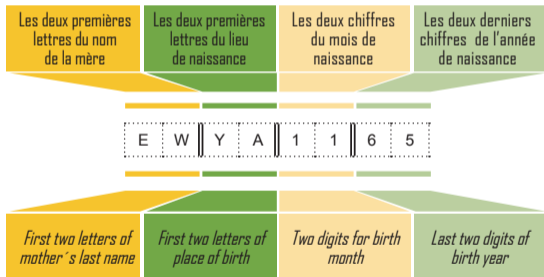 Les deux premières
lettres du nom
de la mère
Les deux premières
lettres du lieu
de naissance
Les deux chiffres
du mois de
naissance
Les deux derniers
chiffres de l'année
de naissance
E W Y A 1 1 6 5
First two letters of
mother´s last name
First two letters of
place of birth
Two digits for birth
month
Last two digits of
birth year